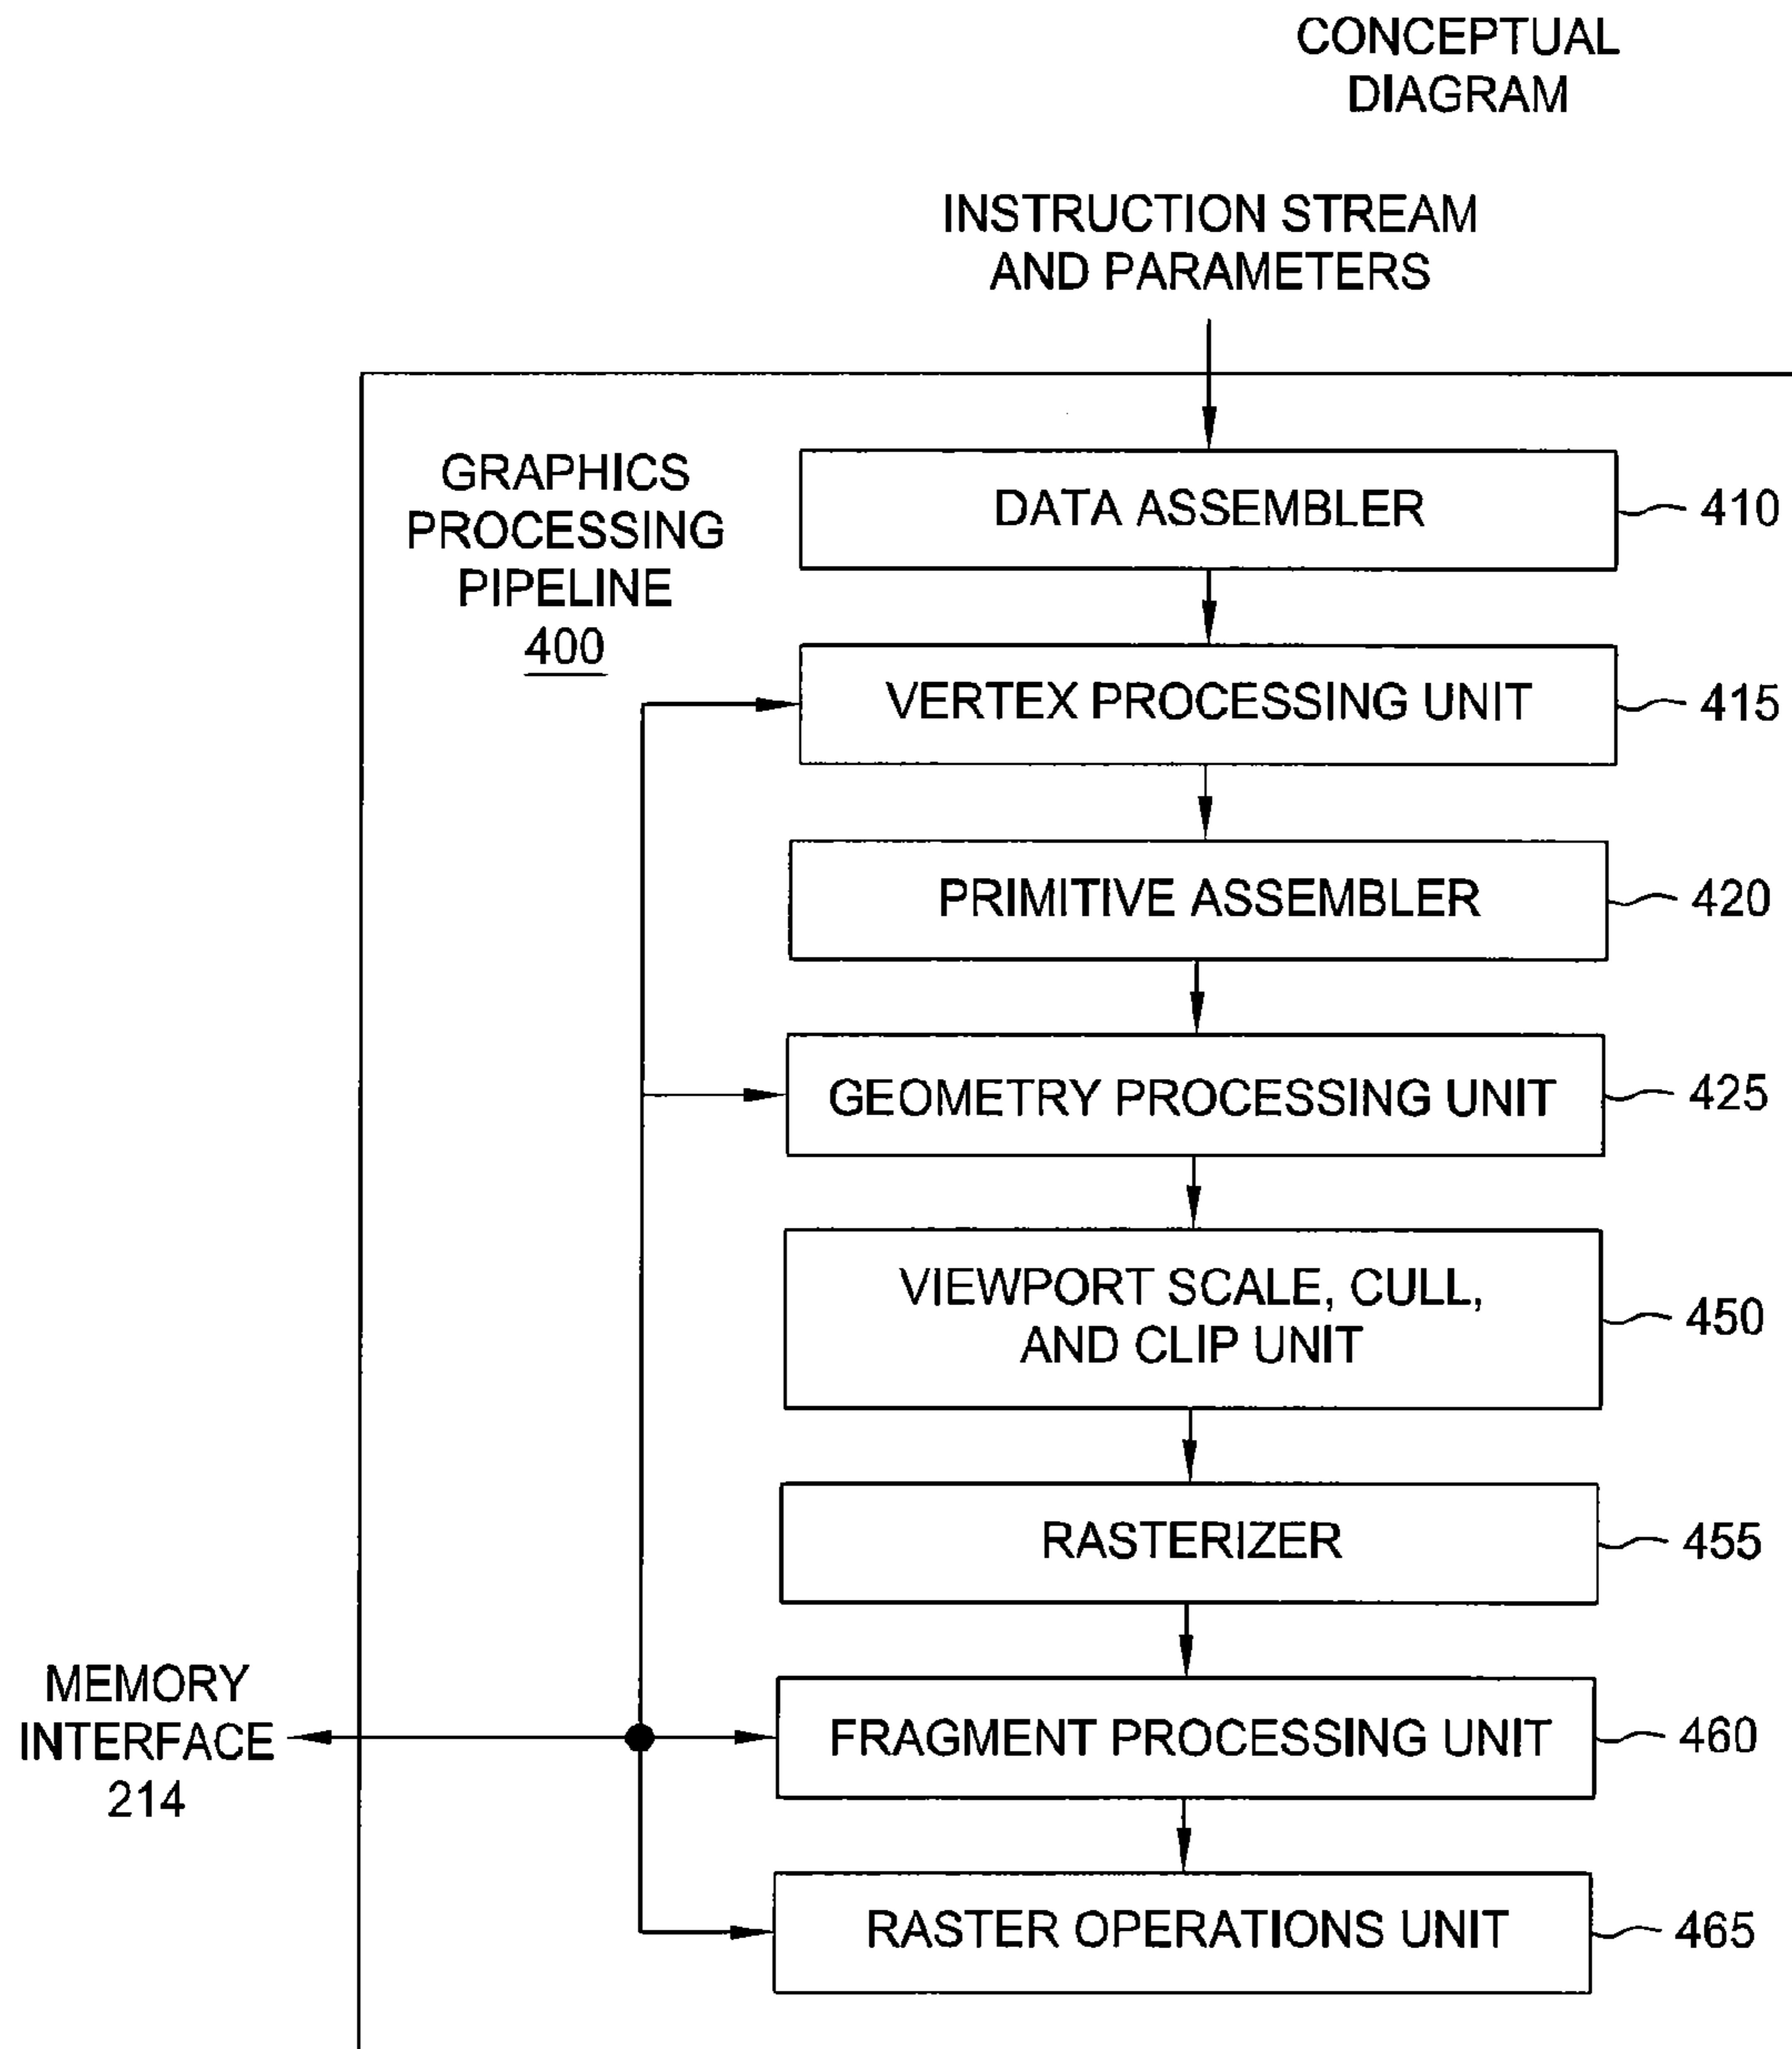 CONCEPTUAL
DIAGRAM
INSTRUCTION STREAM
AND PARAMETERS
GRAPHICS
PROCESSING
PIPELINE
400
DATA ASSEMBLER
410
VERTEX PROCESSING UNIT
415
PRIMITIVE ASSEMBLER
420
GEOMETRY PROCESSING UNIT
425
VIEWPORT SCALE, CULL,
AND CLIP UNIT
450
RASTERIZER
455
MEMORY
INTERFACE
214
FRAGMENT PROCESSING UNIT
460
RASTER OPERATIONS UNIT
465